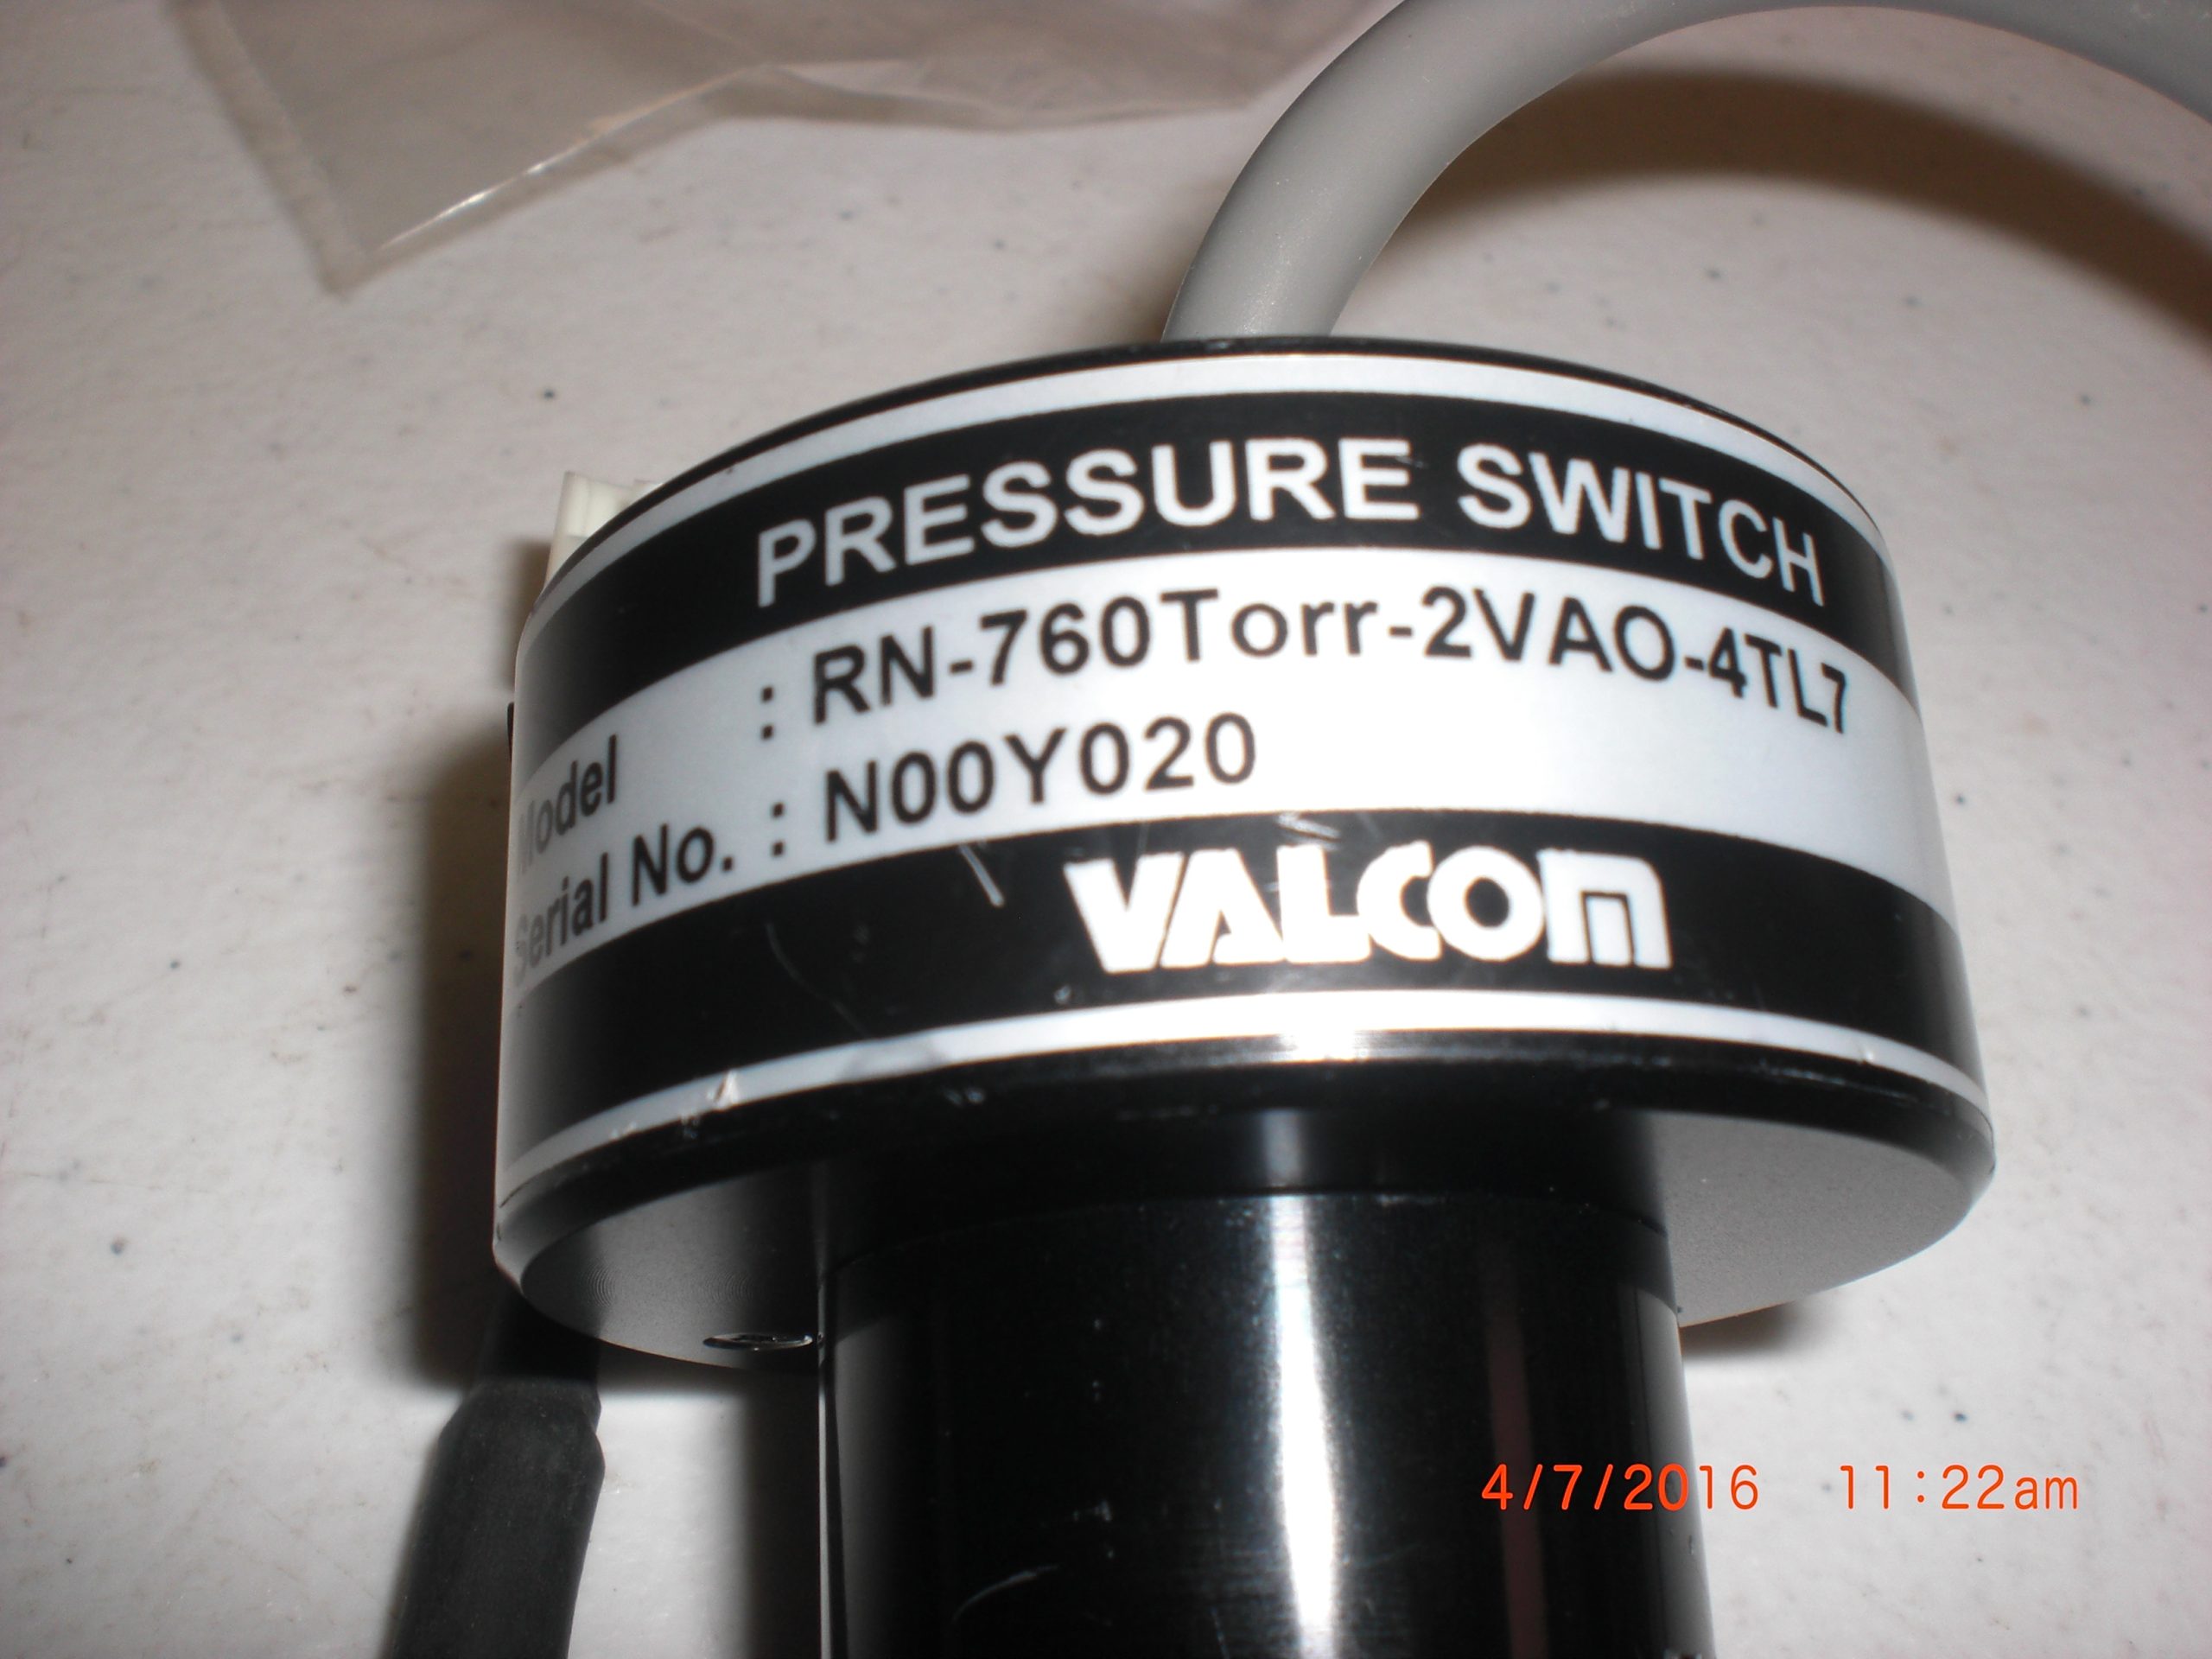 PRESSURE SWITCH
Model : RN-760Torr-2VAO-4TL7
Serial No. : N00Y020
VALCOM
4/7/2016 11:22am